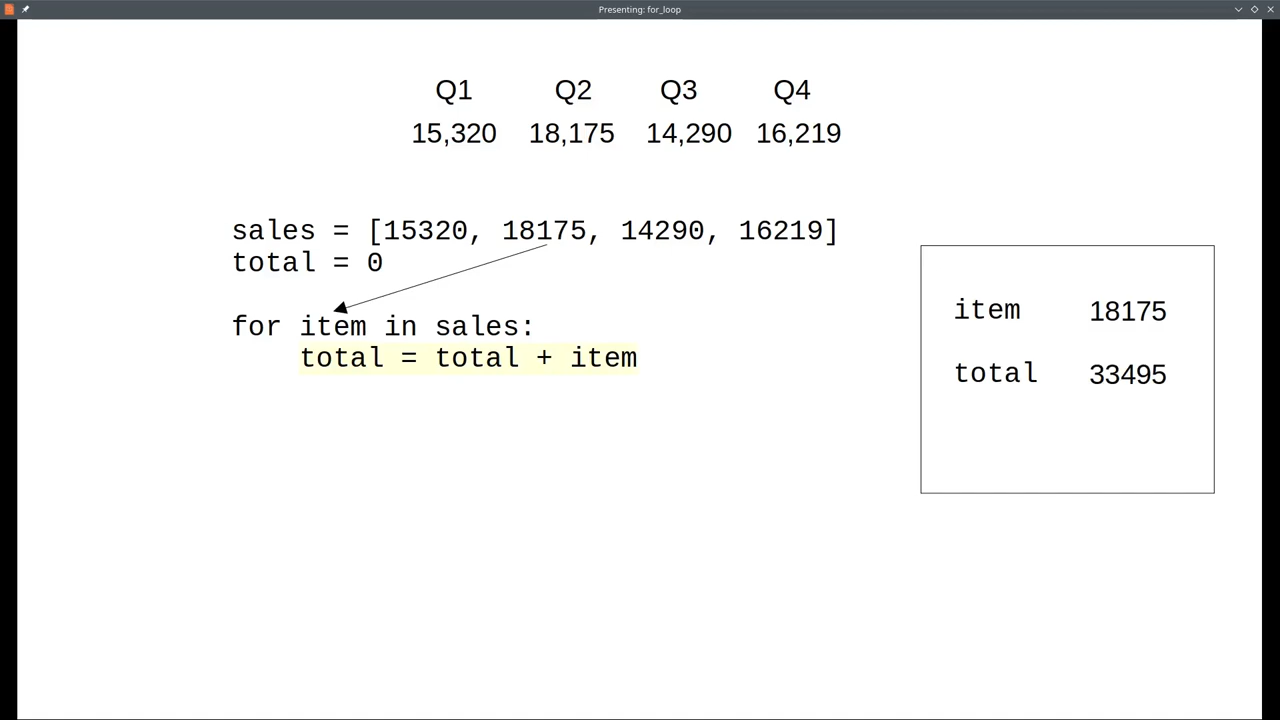 Presenting: for_loop
Q1 Q2 Q3 Q4
15,320 18,175 14,290 16,219
sales = [15320, 18175, 14290, 16219]
total = 0
for item in sales:
    total = total + item
item 18175
total 33495